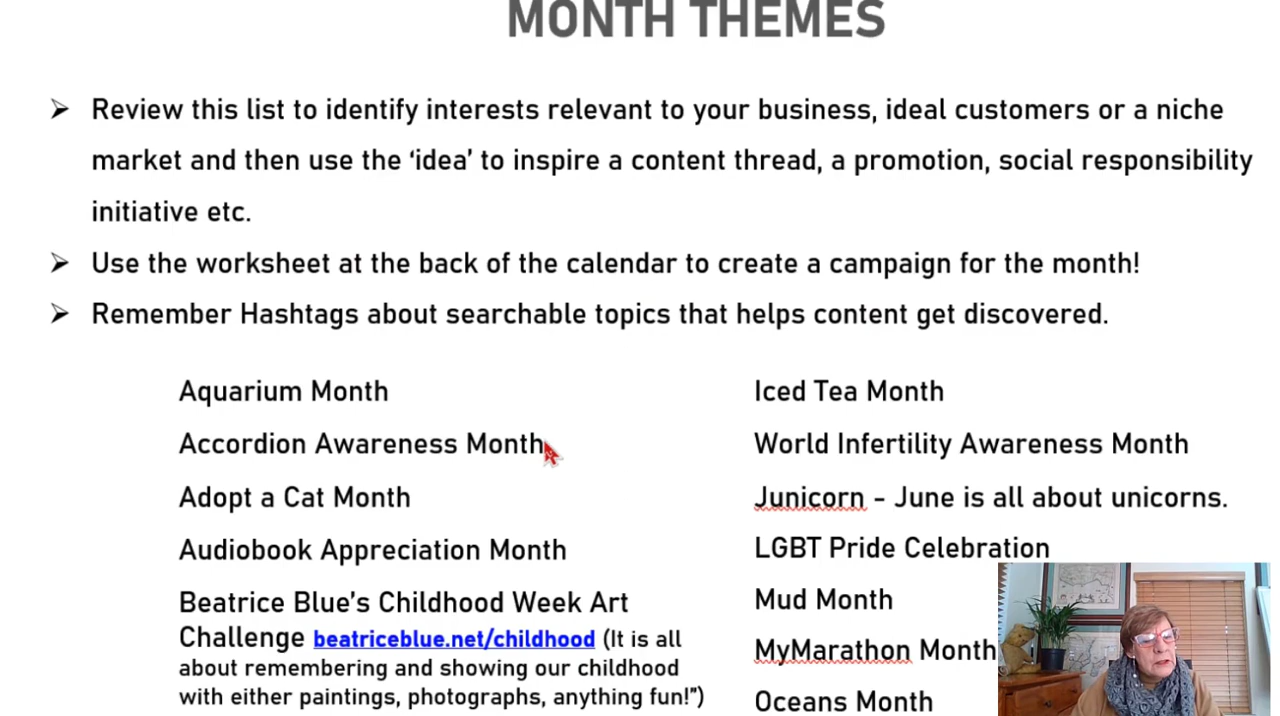 MONTH THEMES
Review this list to identify interests relevant to your business, ideal customers or a niche
market and then use the ‘idea’ to inspire a content thread, a promotion, social responsibility
initiative etc.
Use the worksheet at the back of the calendar to create a campaign for the month!
Remember Hashtags about searchable topics that helps content get discovered.
Aquarium Month
Accordion Awareness Month
Adopt a Cat Month
Audiobook Appreciation Month
Beatrice Blue’s Childhood Week Art
Challenge beatriceblue.net/childhood (It is all
about remembering and showing our childhood
with either paintings, photographs, anything fun!”)
Iced Tea Month
World Infertility Awareness Month
Junicorn - June is all about unicorns.
LGBT Pride Celebration
Mud Month
MyMarathon Month
Oceans Month